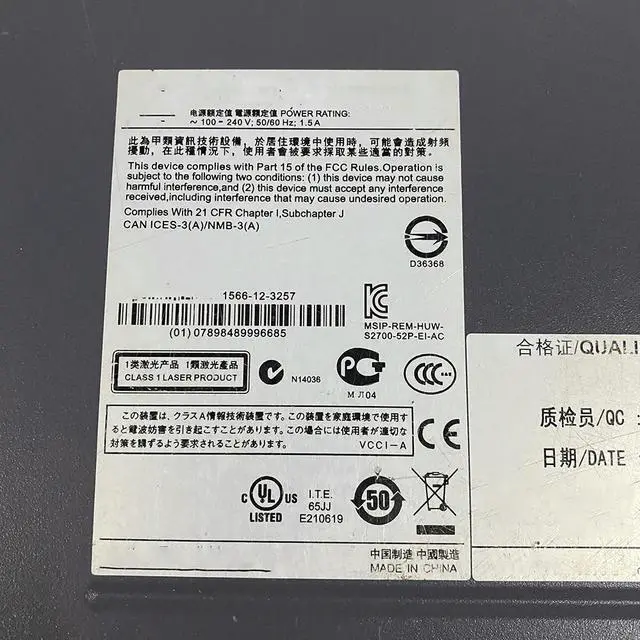 电源额定值 電源額定值 POWER RATING:
~ 100 - 240 V; 50/60 Hz; 1.5 A
此為甲類資訊技術設備，於居住環境中使用時，可能會造成射頻
擾動，在此種情況下，使用者會被要求採取某些適當的對策。
This device complies with Part 15 of the FCC Rules.Operation is
subject to the following two conditions: (1) this device may not cause
harmful interference,and (2) this device must accept any interference
received,including interference that may cause undesired operation.
Complies With 21 CFR Chapter I,Subchapter J
CAN ICES-3(A)/NMB-3(A)
D36368
1566-12-3257
(01) 07898489996685
MSIP-REM-HUW-
S2700-52P-EI-AC
1类激光产品 1類激光產品
CLASS 1 LASER PRODUCT
N14036
М Л04
CCC
この装置は、クラスA情報技術装置です。この装置を家庭環境で使用す
ると電波妨害を引き起こすことがあります。この場合には使用者が適切な
対策を講ずるよう要求されることがあります。 VCCI-A
CE
C UL US
LISTED
I.T.E.
65JJ
E210619
50
中国制造 中國製造
MADE IN CHINA
合格证/QUALI
质检员/QC :
日期/DATE